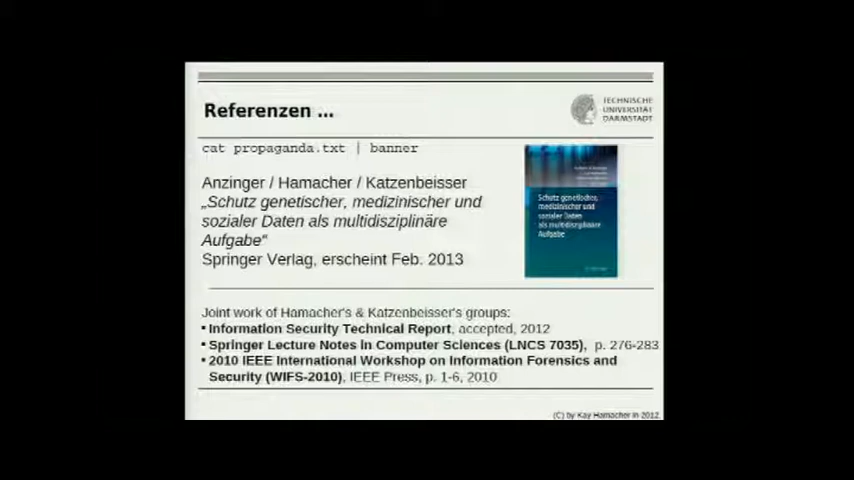 Referenzen ...
TECHNISCHE
UNIVERSITÄT
DARMSTADT
cat propaganda.txt | banner
Anzinger / Hamacher / Katzenbeisser
„Schutz genetischer, medizinischer und
sozialer Daten als multidisziplinäre
Aufgabe“
Springer Verlag, erscheint Feb. 2013
Schutz genetischer,
medizinischer und
sozialer Daten
als multidisziplinäre
Aufgabe
Joint work of Hamacher's & Katzenbeisser's groups:
▪ Information Security Technical Report, accepted, 2012
▪ Springer Lecture Notes in Computer Sciences (LNCS 7035), p. 276-283
▪ 2010 IEEE International Workshop on Information Forensics and
Security (WIFS-2010), IEEE Press, p. 1-6, 2010
(C) by Kay Hamacher in 2012